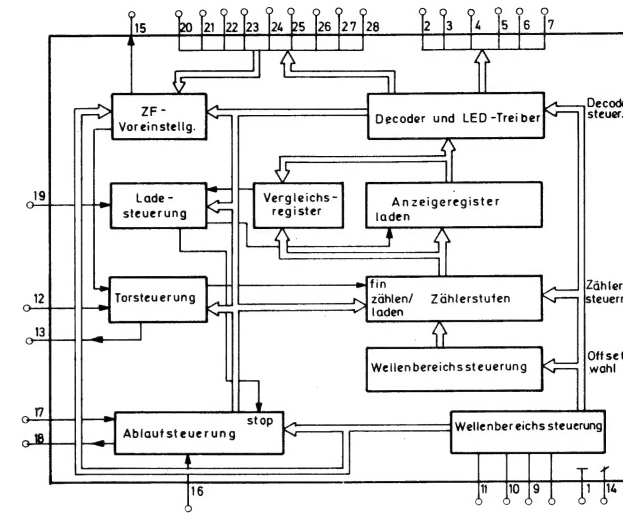 15
20 21 22 23 24 25 26 27 28
2 3 4 5 6 7
ZF-
Voreinstellg.
Decoder und LED-Treiber
Decod
steuer.
19
Lade-
steuerung
Vergleichs-
register
Anzeigeregister
laden
12
13
Torsteuerung
fin
zählen/
laden
Zählerstufen
Zähler
steuern
Wellenbereichssteuerung
Offset
wahl
17
18
stop
Ablaufsteuerung
Wellenbereichssteuerung
16
11 10 9 1 14